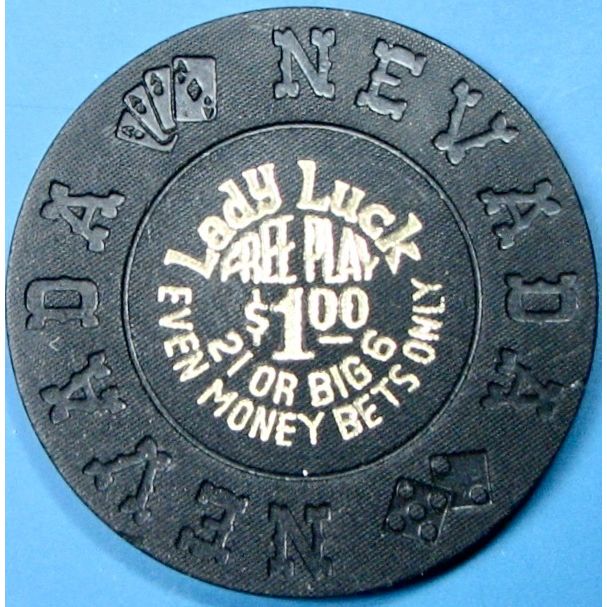 NEVADA
NEVADA
Lady Luck
FREE PLAY
$1.00
21 OR BIG 6
EVEN MONEY BETS ONLY